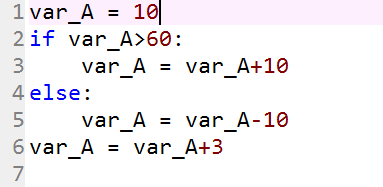 1 var_A = 10
2 if var_A>60:
3     var_A = var_A+10
4 else:
5     var_A = var_A-10
6 var_A = var_A+3
7